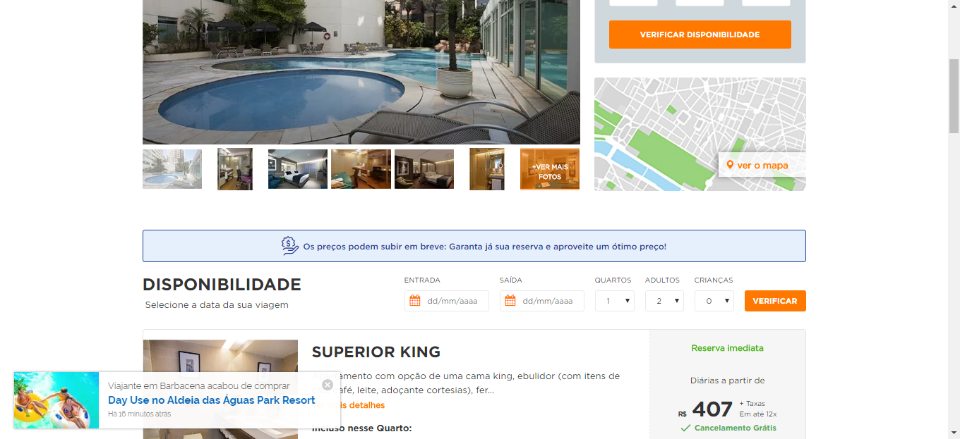 VERIFICAR DISPONIBILIDADE
ver o mapa
+VER MAIS
FOTOS
Os preços podem subir em breve: Garanta já sua reserva e aproveite um ótimo preço!
DISPONIBILIDADE
Selecione a data da sua viagem
ENTRADA
dd/mm/aaaa
SAÍDA
dd/mm/aaaa
QUARTOS
1
ADULTOS
2
CRIANÇAS
0
VERIFICAR
SUPERIOR KING
amento com opção de uma cama king, ebulidor (com itens de
afé, leite, adoçante cortesias), fer...
is detalhes
Incluso nesse Quarto:
Reserva imediata
Diárias a partir de
R$ 407 + Taxas
Em até 12x
Cancelamento Grátis
Viajante em Barbacena acabou de comprar
Day Use no Aldeia das Águas Park Resort
Há 16 minutos atrás